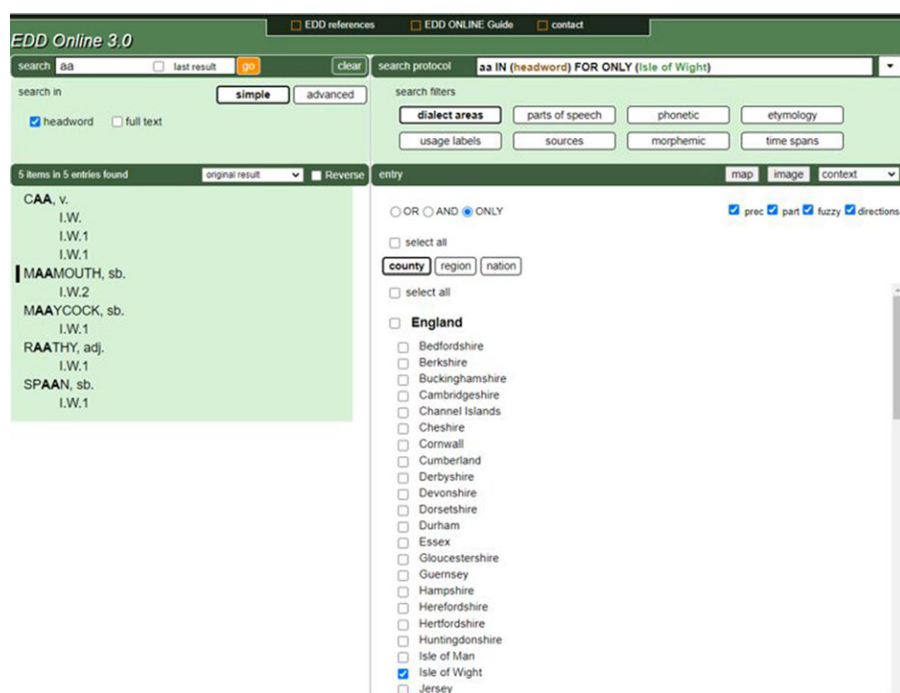 EDD references EDD ONLINE Guide contact
EDD Online 3.0
search aa last result go clear
search in simple advanced
headword full text
5 items in 5 entries found original result Reverse
CAA, v.
I.W.
I.W.1
I.W.1
MAAMOUTH, sb.
I.W.2
MAAYCOCK, sb.
I.W.1
RAATHY, adj.
I.W.1
SPAAN, sb.
I.W.1
search protocol aa IN (headword) FOR ONLY (Isle of Wight)
search filters
dialect areas parts of speech phonetic etymology
usage labels sources morphemic time spans
entry map image context
OR AND ONLY prec part fuzzy directions
select all
county region nation
select all
England
Bedfordshire
Berkshire
Buckinghamshire
Cambridgeshire
Channel Islands
Cheshire
Cornwall
Cumberland
Derbyshire
Devonshire
Dorsetshire
Durham
Essex
Gloucestershire
Guernsey
Hampshire
Herefordshire
Hertfordshire
Huntingdonshire
Isle of Man
Isle of Wight
Jersey